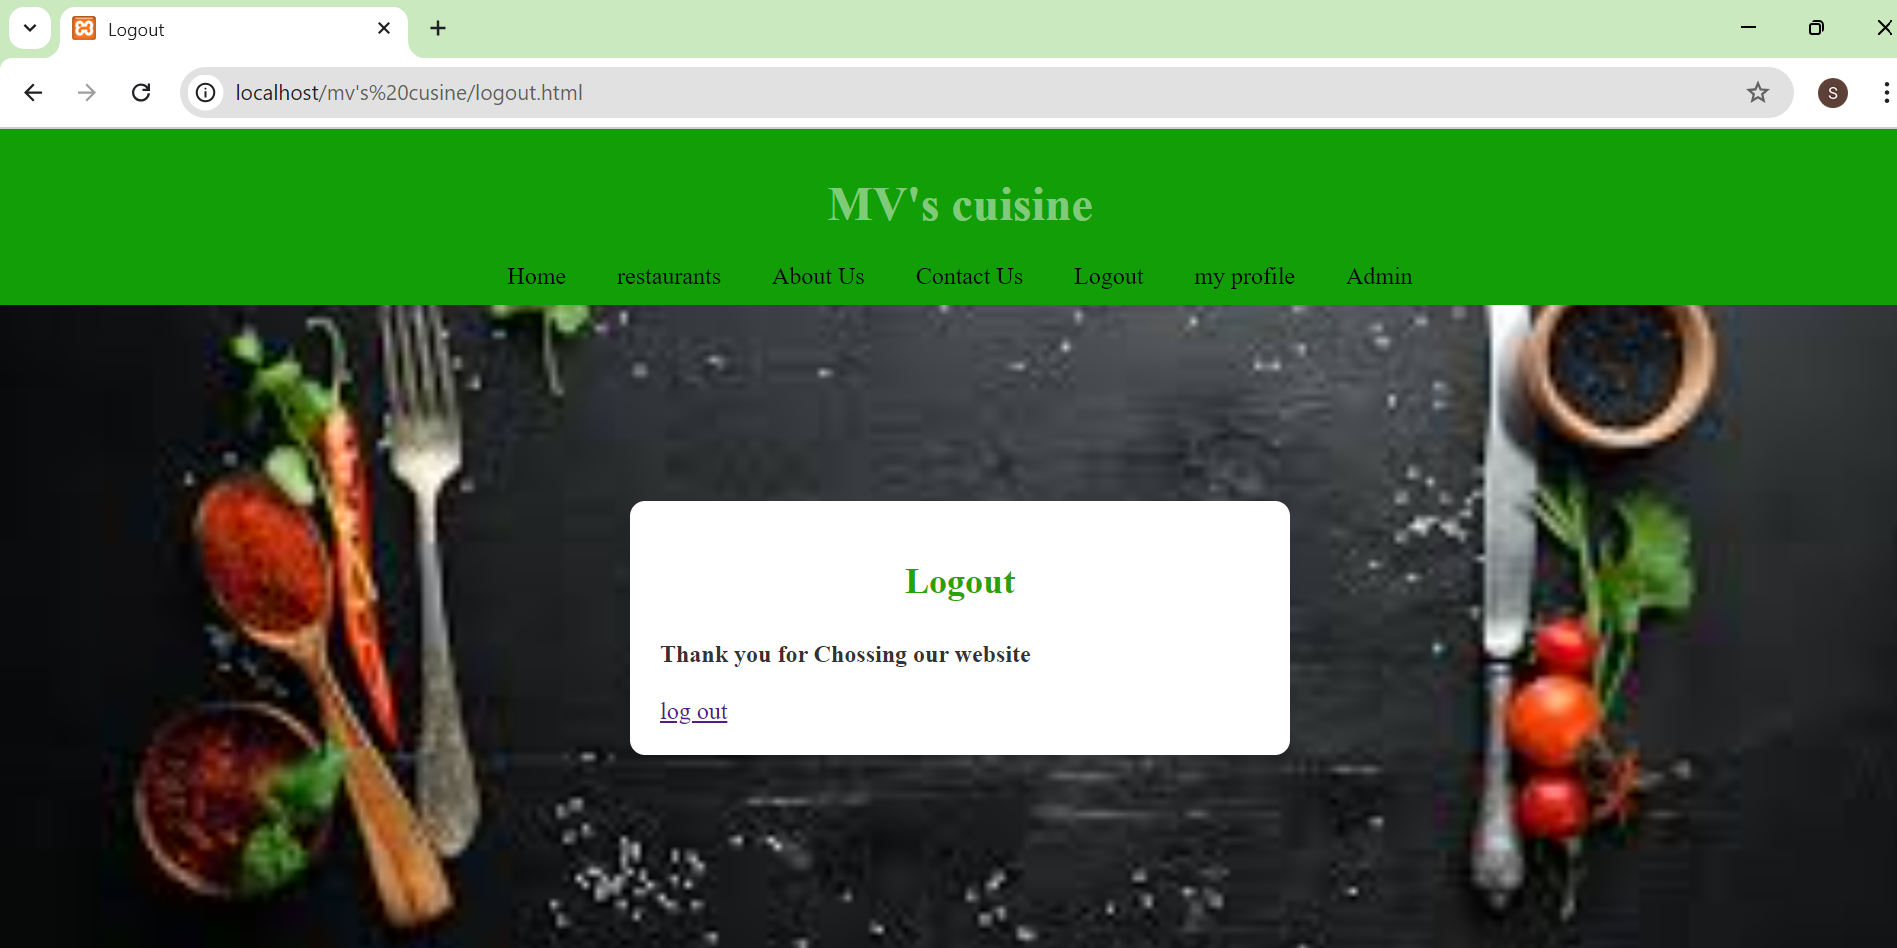 Logout
localhost/mv's%20cusine/logout.html
S
MV's cuisine
Home restaurants About Us Contact Us Logout my profile Admin
Logout
Thank you for Chossing our website
log out